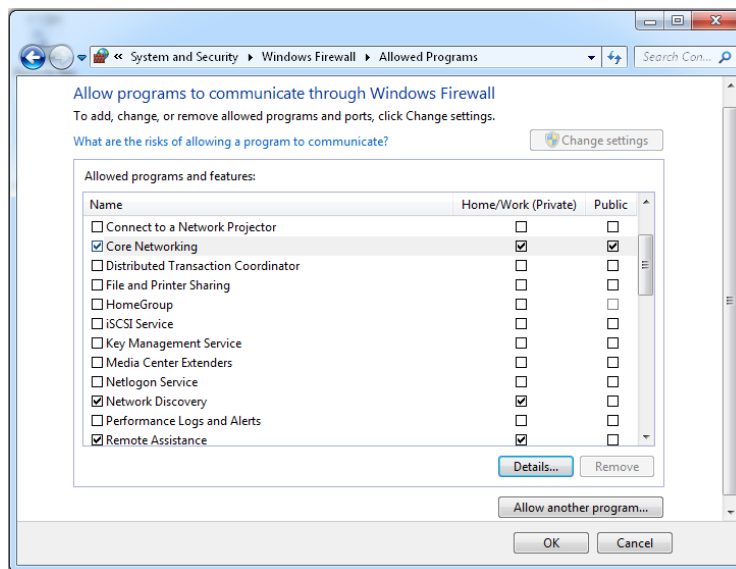 « System and Security ▸ Windows Firewall ▸ Allowed Programs
Search Con...
Allow programs to communicate through Windows Firewall
To add, change, or remove allowed programs and ports, click Change settings.
What are the risks of allowing a program to communicate?
Change settings
Allowed programs and features:
Name Home/Work (Private) Public
Connect to a Network Projector
Core Networking
Distributed Transaction Coordinator
File and Printer Sharing
HomeGroup
iSCSI Service
Key Management Service
Media Center Extenders
Netlogon Service
Network Discovery
Performance Logs and Alerts
Remote Assistance
Details... Remove
Allow another program...
OK Cancel